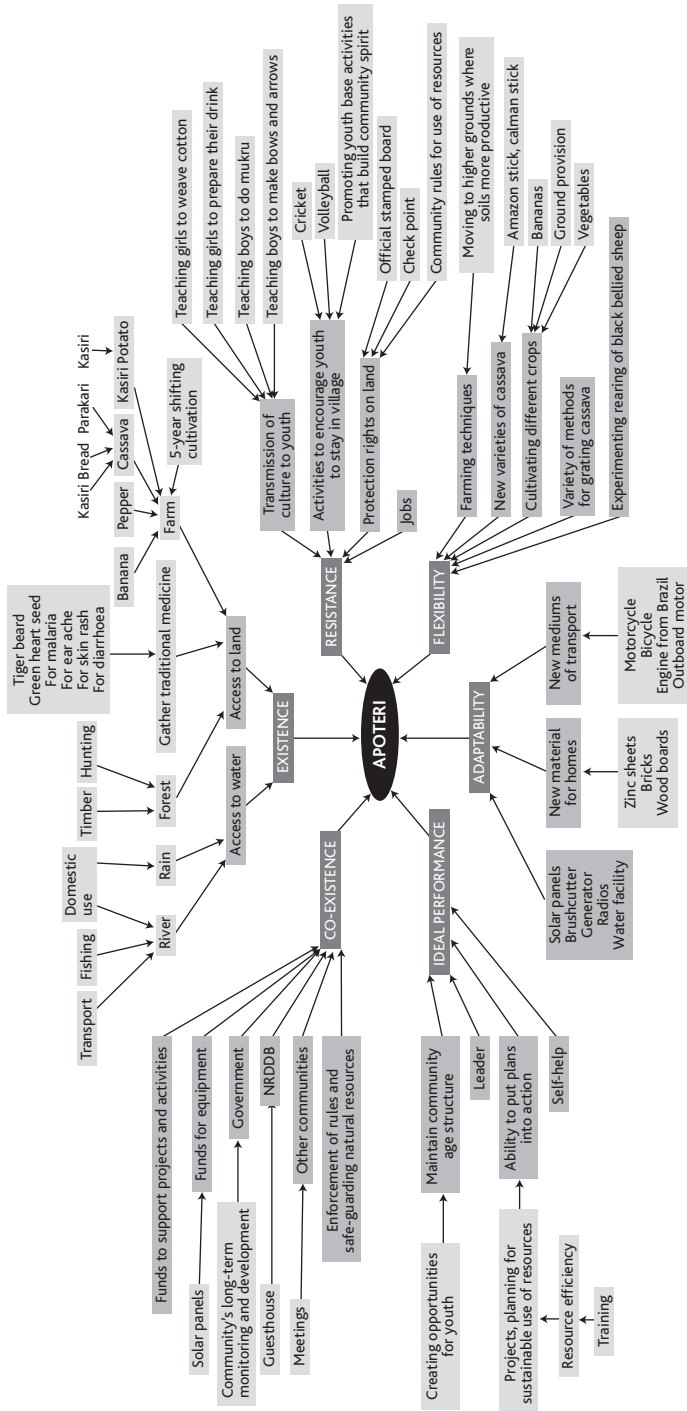 Transport
Fishing
Domestic
use
Timber
Hunting
Tiger beard
Green heart seed
For malaria
For ear ache
For skin rash
For diarrhoea
Banana
Pepper
Kasiri Bread
Parakari
Kasiri
Cassava
Kasiri Potato
River
Rain
Forest
Gather traditional medicine
Farm
5-year shifting
cultivation
Access to water
Access to land
EXISTENCE
Funds to support projects and activities
Solar panels
Funds for equipment
Community's long-term
monitoring and development
Government
Guesthouse
NRDDB
Meetings
Other communities
Enforcement of rules and
safe-guarding natural resources
CO-EXISTENCE
APOTERI
RESISTANCE
Transmission of
culture to youth
Teaching girls to weave cotton
Teaching girls to prepare their drink
Teaching boys to do mukru
Teaching boys to make bows and arrows
Activities to encourage youth
to stay in village
Cricket
Volleyball
Promoting youth base activities
that build community spirit
Protection rights on land
Official stamped board
Check point
Community rules for use of resources
Jobs
Creating opportunities
for youth
Maintain community
age structure
Leader
Projects, planning for
sustainable use of resources
Ability to put plans
into action
Resource efficiency
Training
Self-help
IDEAL PERFORMANCE
ADAPTABILITY
Solar panels
Brushcutter
Generator
Radios
Water facility
New material
for homes
Zinc sheets
Bricks
Wood boards
New mediums
of transport
Motorcycle
Bicycle
Engine from Brazil
Outboard motor
FLEXIBILITY
Farming techniques
Moving to higher grounds where
soils more productive
New varieties of cassava
Amazon stick, calman stick
Cultivating different crops
Bananas
Ground provision
Vegetables
Variety of methods
for grating cassava
Experimenting rearing of black bellied sheep